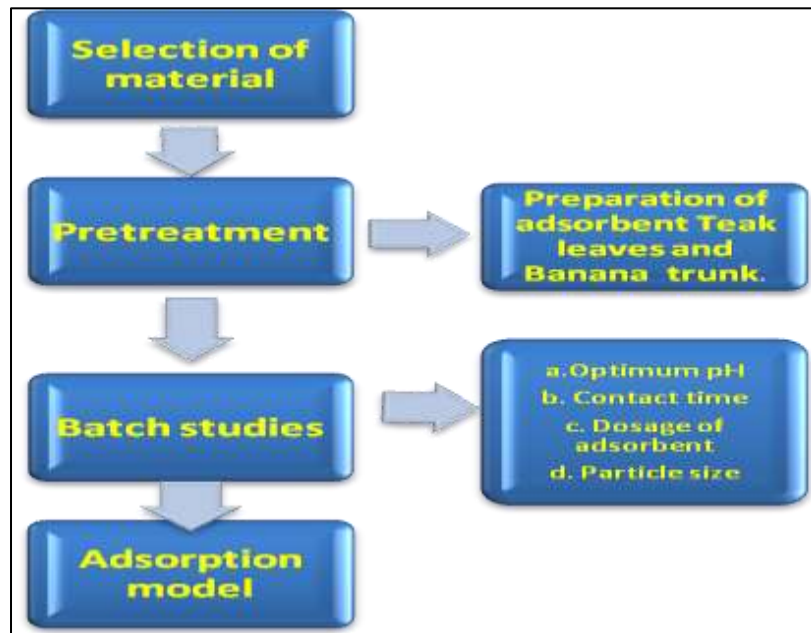 Selection of
material
Pretreatment
Preparation of
adsorbent Teak
leaves and
Banana trunk.
Batch studies
a.Optimum pH
b. Contact time
c. Dosage of
adsorbent
d. Particle size
Adsorption
model